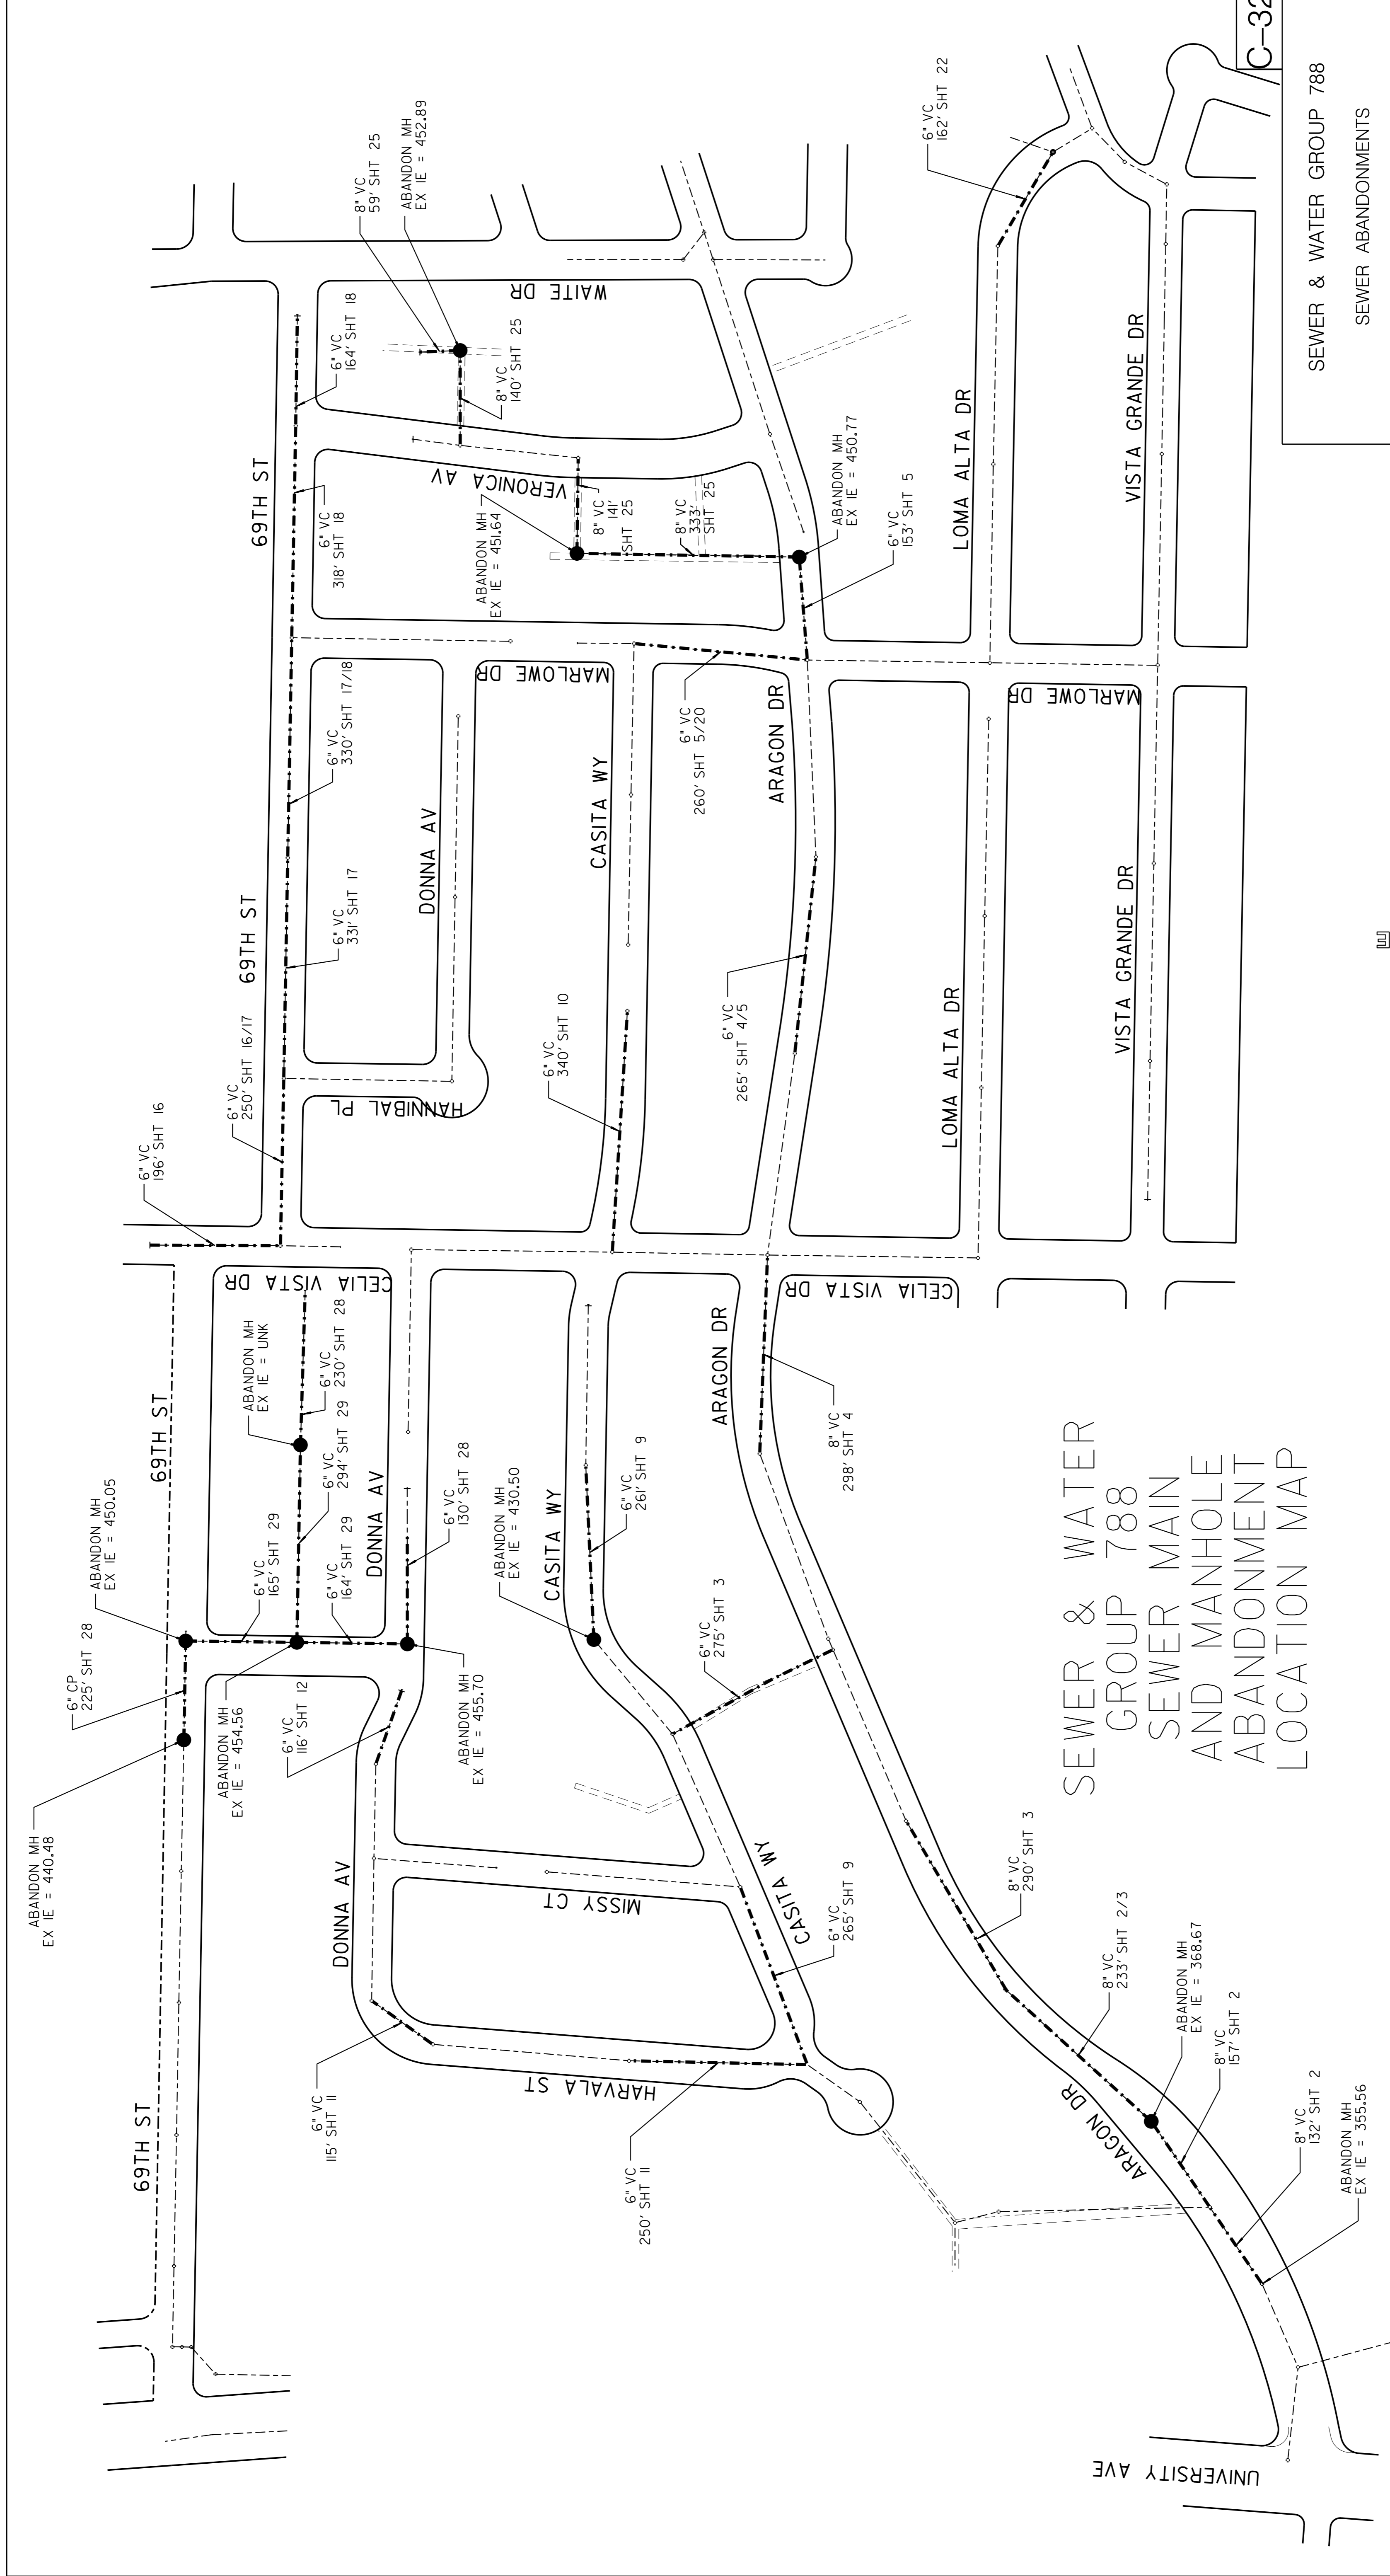 C-32
SEWER & WATER GROUP 788
SEWER ABANDONMENTS
SEWER & WATER
GROUP 788
SEWER MAIN
AND MANHOLE
ABANDONMENT
LOCATION MAP
69TH ST
69TH ST
69TH ST
69TH ST
69TH ST
ABANDON MH
EX IE = 440.48
6" CP
225' SHT 28
ABANDON MH
EX IE = 450.05
6" VC
165' SHT 29
ABANDON MH
EX IE = 454.56
6" VC
164' SHT 29
6" VC
294' SHT 29
ABANDON MH
EX IE = UNK
6" VC
230' SHT 28
6" VC
116' SHT 12
ABANDON MH
EX IE = 455.70
6" VC
130' SHT 28
DONNA AV
DONNA AV
DONNA AV
CELIA VISTA DR
CELIA VISTA DR
6" VC
196' SHT 16
6" VC
250' SHT 16/17
6" VC
331' SHT 17
6" VC
330' SHT 17/18
6" VC
318' SHT 18
6" VC
164' SHT 18
HANNIBAL PL
MARLOWE DR
MARLOWE DR
VERONICA AV
WAITE DR
8" VC
59' SHT 25
ABANDON MH
EX IE = 452.89
8" VC
140' SHT 25
ABANDON MH
EX IE = 451.64
8" VC
141'
SHT 25
8" VC
333'
SHT 25
ABANDON MH
EX IE = 450.77
6" VC
153' SHT 5
6" VC
260' SHT 5/20
6" VC
265' SHT 4/5
6" VC
340' SHT 10
CASITA WY
CASITA WY
CASITA WY
ABANDON MH
EX IE = 430.50
6" VC
261' SHT 9
6" VC
275' SHT 3
6" VC
265' SHT 9
6" VC
115' SHT 11
6" VC
250' SHT 11
HARVALA ST
MISSY CT
ARAGON DR
ARAGON DR
ARAGON DR
8" VC
298' SHT 4
8" VC
290' SHT 3
8" VC
233' SHT 2/3
ABANDON MH
EX IE = 368.67
8" VC
157' SHT 2
8" VC
132' SHT 2
ABANDON MH
EX IE = 355.56
UNIVERSITY AVE
LOMA ALTA DR
LOMA ALTA DR
VISTA GRANDE DR
VISTA GRANDE DR
6" VC
162' SHT 22